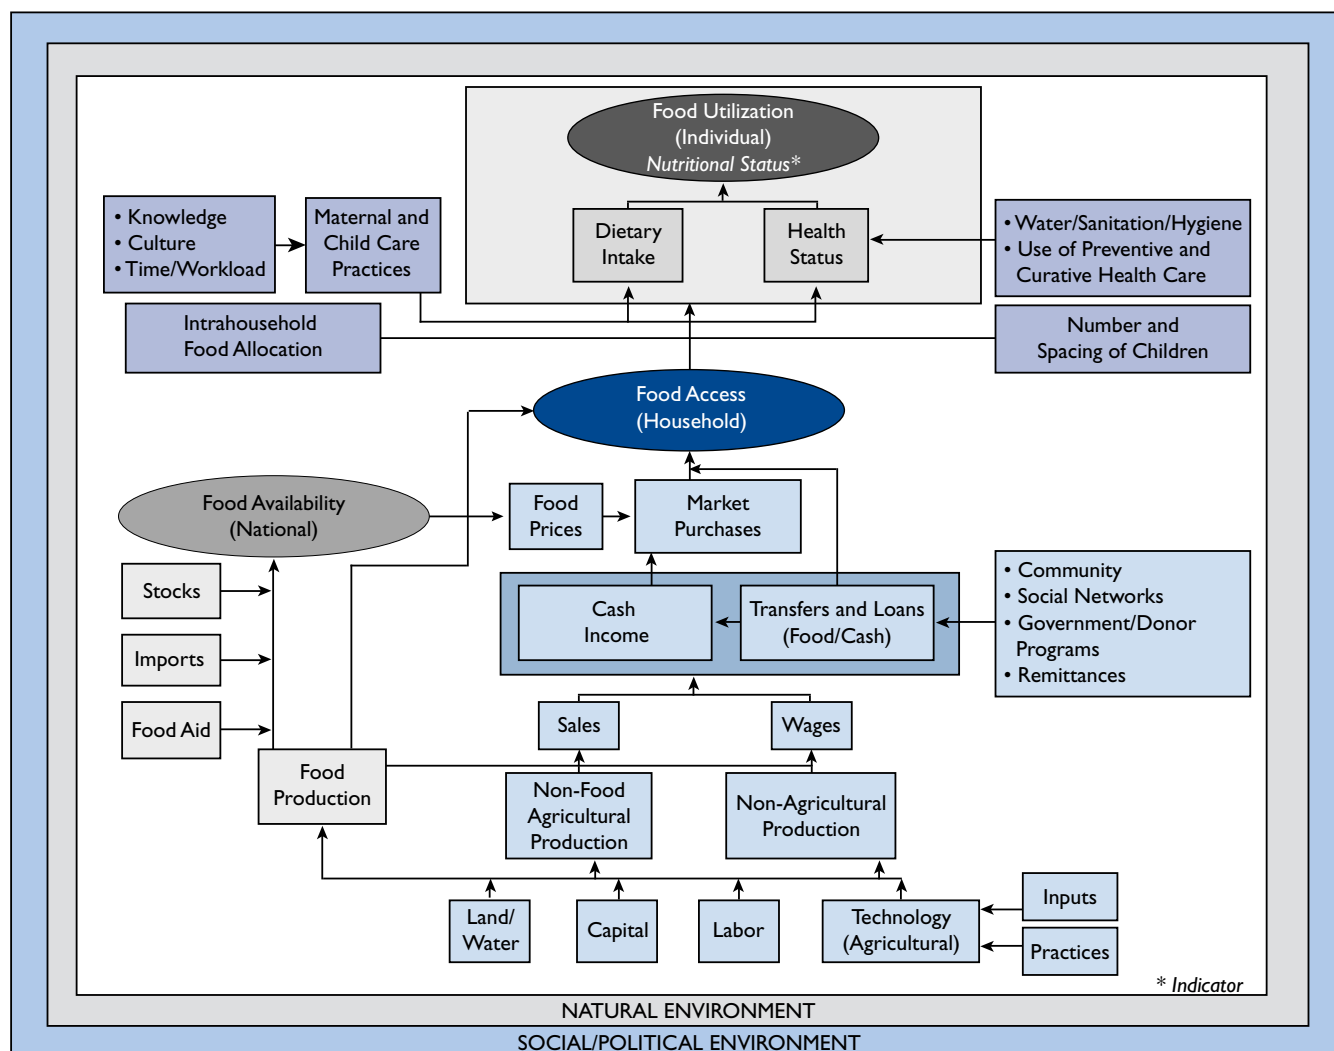 Food Utilization
(Individual)
Nutritional Status*
• Knowledge
• Culture
• Time/Workload
Maternal and
Child Care
Practices
Dietary
Intake
Health
Status
• Water/Sanitation/Hygiene
• Use of Preventive and
Curative Health Care
Intrahousehold
Food Allocation
Number and
Spacing of Children
Food Access
(Household)
Food Availability
(National)
Food
Prices
Market
Purchases
Stocks
Cash
Income
Transfers and Loans
(Food/Cash)
• Community
• Social Networks
• Government/Donor
Programs
• Remittances
Imports
Food Aid
Sales
Wages
Food
Production
Non-Food
Agricultural
Production
Non-Agricultural
Production
Land/
Water
Capital
Labor
Technology
(Agricultural)
Inputs
Practices
* Indicator
NATURAL ENVIRONMENT
SOCIAL/POLITICAL ENVIRONMENT